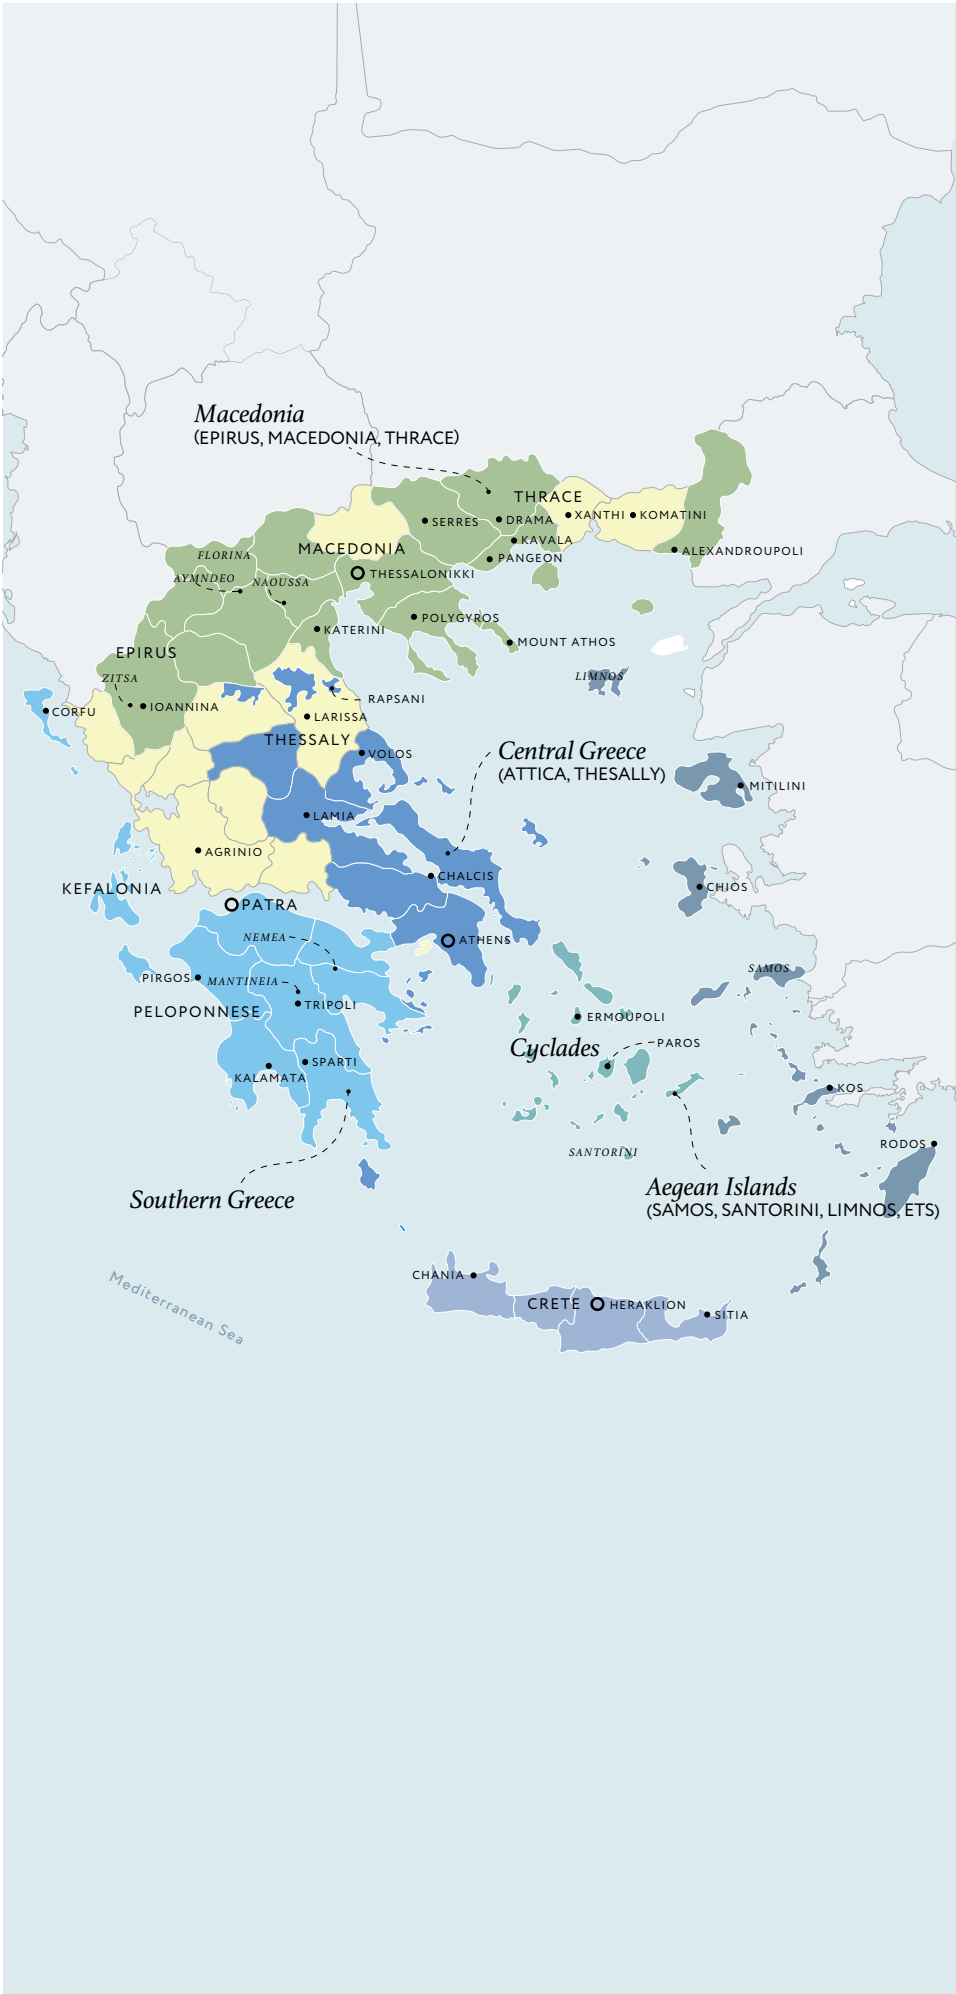 Macedonia
(EPIRUS, MACEDONIA, THRACE)
THRACE
XANTHI
KOMATINI
SERRES
DRAMA
KAVALA
ALEXANDROUPOLI
FLORINA
MACEDONIA
PANGEON
AYMNDEO
NAOUSSA
THESSALONIKKI
POLYGYROS
KATERINI
MOUNT ATHOS
EPIRUS
ZITSA
LIMNOS
RAPSANI
CORFU
IOANNINA
LARISSA
THESSALY
VOLOS
Central Greece
(ATTICA, THESALLY)
MITILINI
LAMIA
AGRINIO
CHALCIS
KEFALONIA
CHIOS
PATRA
NEMEA
ATHENS
SAMOS
PIRGOS
MANTINEIA
TRIPOLI
PELOPONNESE
ERMOUPOLI
Cyclades
PAROS
SPARTI
KALAMATA
KOS
RODOS
SANTORINI
Southern Greece
Aegean Islands
(SAMOS, SANTORINI, LIMNOS, ETS)
CHANIA
CRETE
HERAKLION
SITIA
Mediterranean Sea